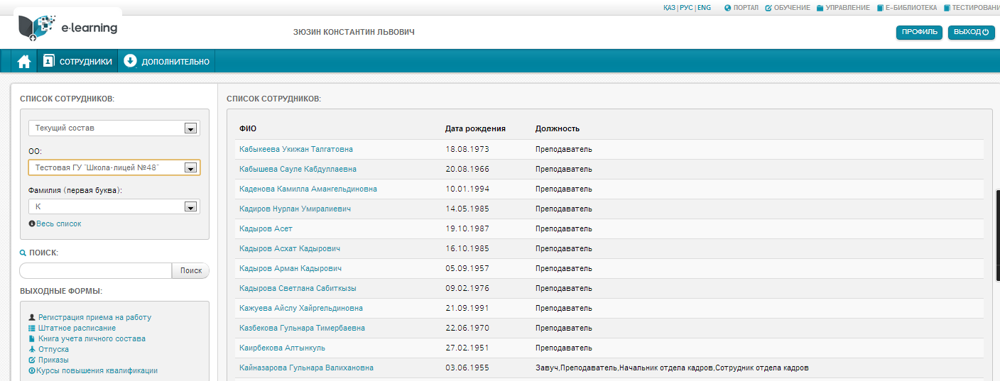 ҚАЗ | РУС | ENG ПОРТАЛ ОБУЧЕНИЕ УПРАВЛЕНИЕ Е-БИБЛИОТЕКА ТЕСТИРОВАНИ
e-learning
ЗЮЗИН КОНСТАНТИН ЛЬВОВИЧ
ПРОФИЛЬ ВЫХОД
СОТРУДНИКИ ДОПОЛНИТЕЛЬНО
СПИСОК СОТРУДНИКОВ:
Текущий состав
ОО:
Тестовая ГУ "Школа-лицей №48"
Фамилия (первая буква):
К
Весь список
ПОИСК:
Поиск
ВЫХОДНЫЕ ФОРМЫ:
Регистрация приема на работу
Штатное расписание
Книга учета личного состава
Отпуска
Приказы
Курсы повышения квалификации
СПИСОК СОТРУДНИКОВ:
ФИО Дата рождения Должность
Кабыкеева Укижан Талгатовна 18.08.1973 Преподаватель
Кабышева Сауле Кабдуллаевна 20.08.1966 Преподаватель
Каденова Камилла Амангельдиновна 10.01.1994 Преподаватель
Кадиров Нурлан Умиралиевич 14.05.1985 Преподаватель
Кадыров Асет 19.10.1987 Преподаватель
Кадыров Асхат Кадырович 16.10.1985 Преподаватель
Кадыров Арман Кадырович 05.09.1957 Преподаватель
Кадырова Светлана Сабиткызы 09.02.1976 Преподаватель
Кажуева Айслу Хайргельдиновна 21.09.1991 Преподаватель
Казбекова Гульнара Тимербаевна 22.06.1970 Преподаватель
Каирбекова Алтынкуль 27.02.1951 Преподаватель
Кайназарова Гульнара Валихановна 03.06.1955 Завуч,Преподаватель,Начальник отдела кадров,Сотрудник отдела кадров